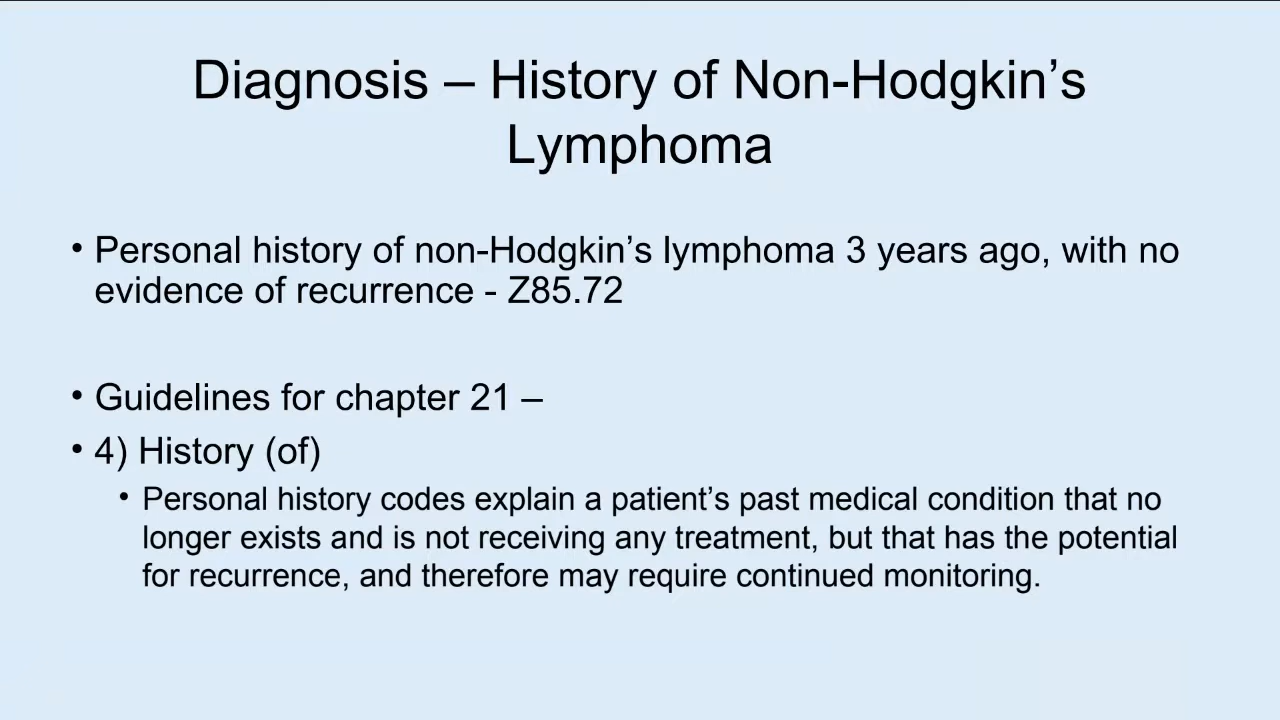 Diagnosis – History of Non-Hodgkin’s
Lymphoma
• Personal history of non-Hodgkin’s lymphoma 3 years ago, with no
evidence of recurrence - Z85.72
• Guidelines for chapter 21 –
• 4) History (of)
• Personal history codes explain a patient’s past medical condition that no
longer exists and is not receiving any treatment, but that has the potential
for recurrence, and therefore may require continued monitoring.